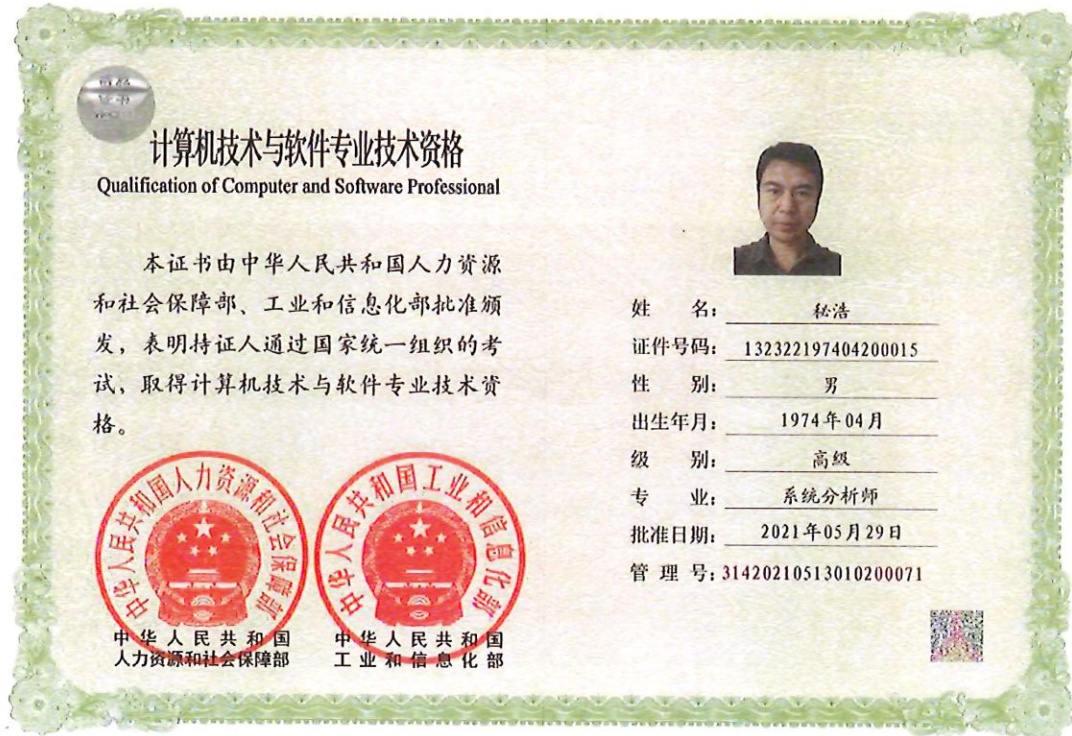 计算机技术与软件专业技术资格
Qualification of Computer and Software Professional
本证书由中华人民共和国人力资源
和社会保障部、工业和信息化部批准颁
发，表明持证人通过国家统一组织的考
试，取得计算机技术与软件专业技术资
格。
中华人民共和国人力资源和社会保障部
中华人民共和国工业和信息化部
中华人民共和国
人力资源和社会保障部
中华人民共和国
工业和信息化部
姓 名： 秘浩
证件号码： 132322197404200015
性 别： 男
出生年月： 1974年04月
级 别： 高级
专 业： 系统分析师
批准日期： 2021年05月29日
管 理 号：31420210513010200071